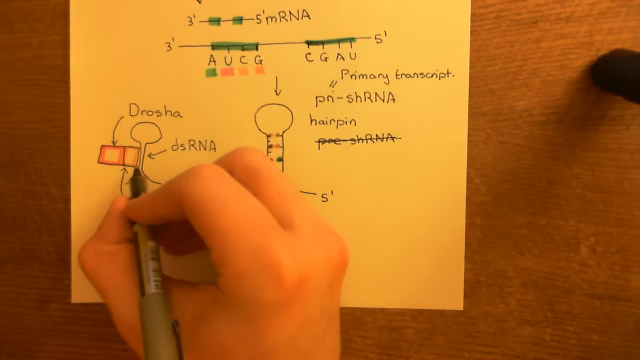 3' 5' mRNA
3' 5'
A U C G C G A U
Primary transcript.
pri-shRNA
hairpin
pre-shRNA
Drosha
dsRNA
5'